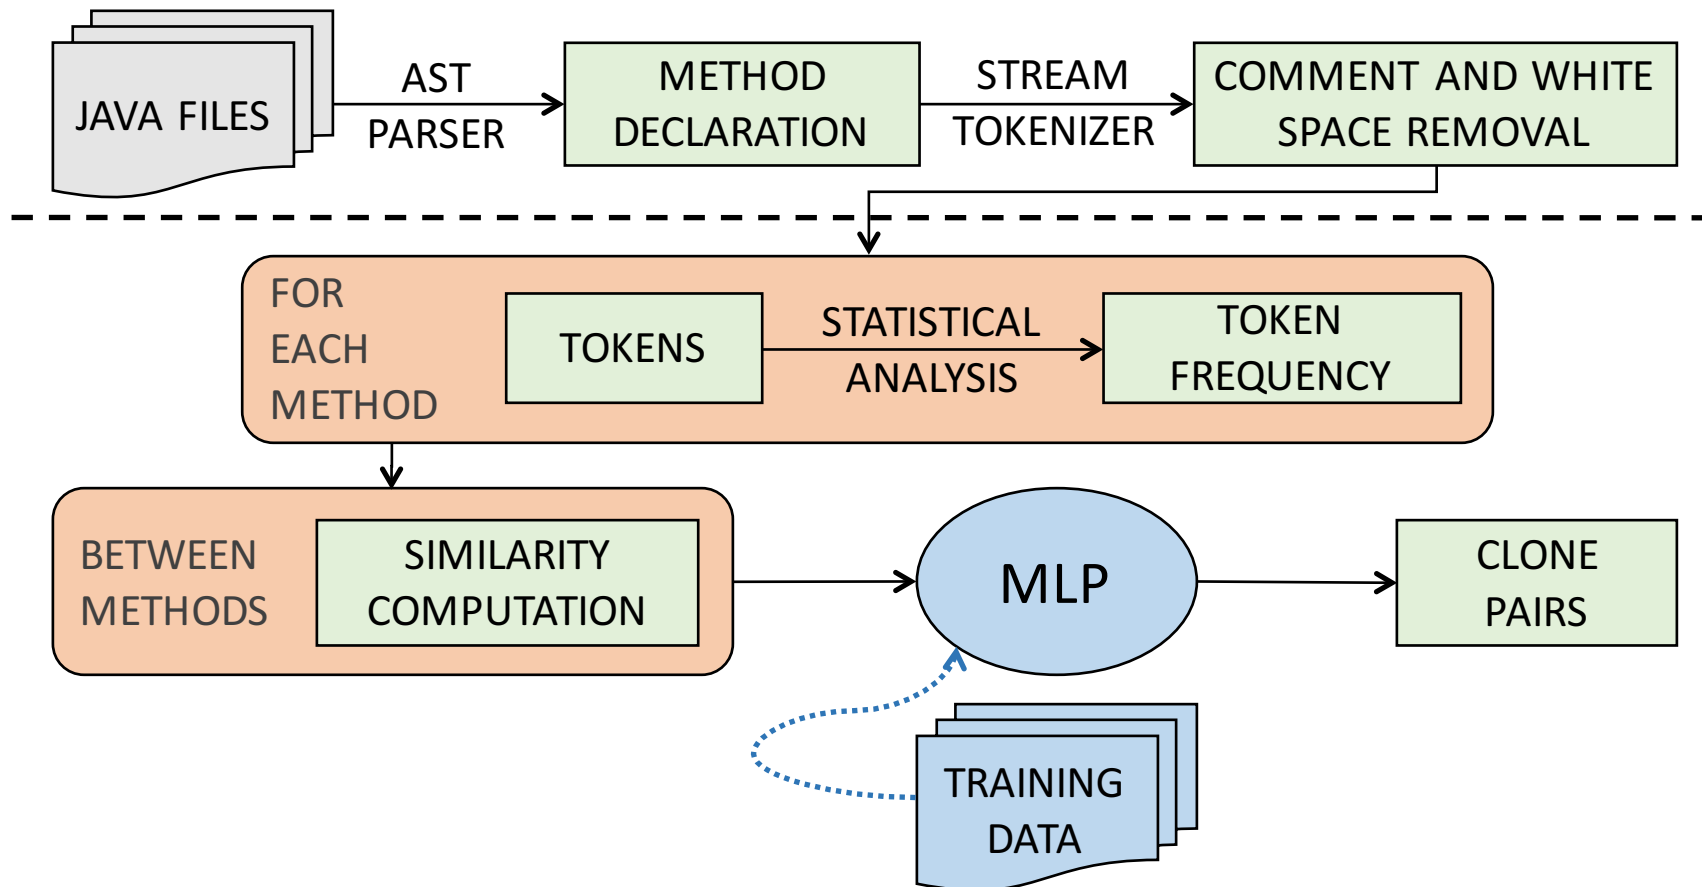 JAVA FILES
AST
PARSER
METHOD
DECLARATION
STREAM
TOKENIZER
COMMENT AND WHITE
SPACE REMOVAL
FOR
EACH
METHOD
TOKENS
STATISTICAL
ANALYSIS
TOKEN
FREQUENCY
BETWEEN
METHODS
SIMILARITY
COMPUTATION
MLP
CLONE
PAIRS
TRAINING
DATA